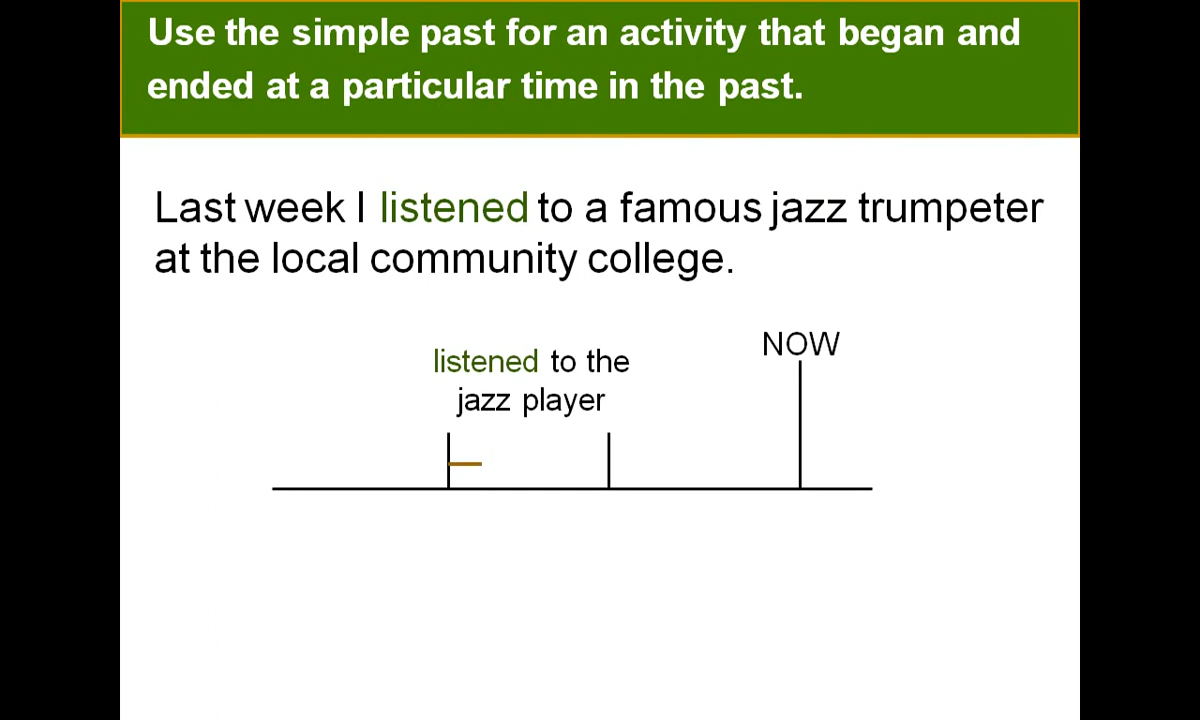 Use the simple past for an activity that began and
ended at a particular time in the past.
Last week I listened to a famous jazz trumpeter
at the local community college.
listened to the
jazz player
NOW